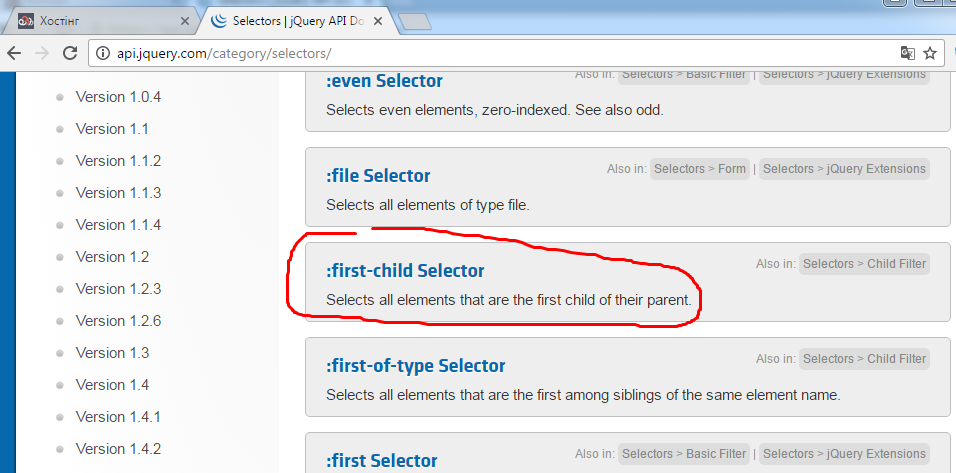 Хостінг
Selectors | jQuery API Do
api.jquery.com/category/selectors/
Version 1.0.4
Version 1.1
Version 1.1.2
Version 1.1.3
Version 1.1.4
Version 1.2
Version 1.2.3
Version 1.2.6
Version 1.3
Version 1.4
Version 1.4.1
Version 1.4.2
:even Selector
Also in: Selectors > Basic Filter | Selectors > jQuery Extensions
Selects even elements, zero-indexed. See also odd.
:file Selector
Also in: Selectors > Form | Selectors > jQuery Extensions
Selects all elements of type file.
:first-child Selector
Also in: Selectors > Child Filter
Selects all elements that are the first child of their parent.
:first-of-type Selector
Also in: Selectors > Child Filter
Selects all elements that are the first among siblings of the same element name.
:first Selector
Also in: Selectors > Basic Filter | Selectors > jQuery Extensions